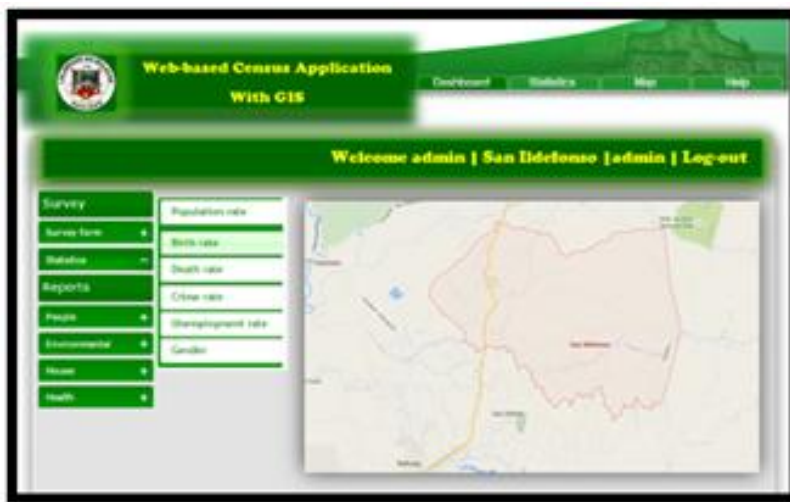 Web-based Census Application
With GIS
Dashboard Statistics Map Help
Welcome admin | San Ildefonso |admin | Log-out
Survey
Survey form +
Statistics -
Reports
People +
Environmental +
House +
Health +
Population rate
Birth rate
Death rate
Crime rate
Unemployment rate
Gender
San Ildefonso